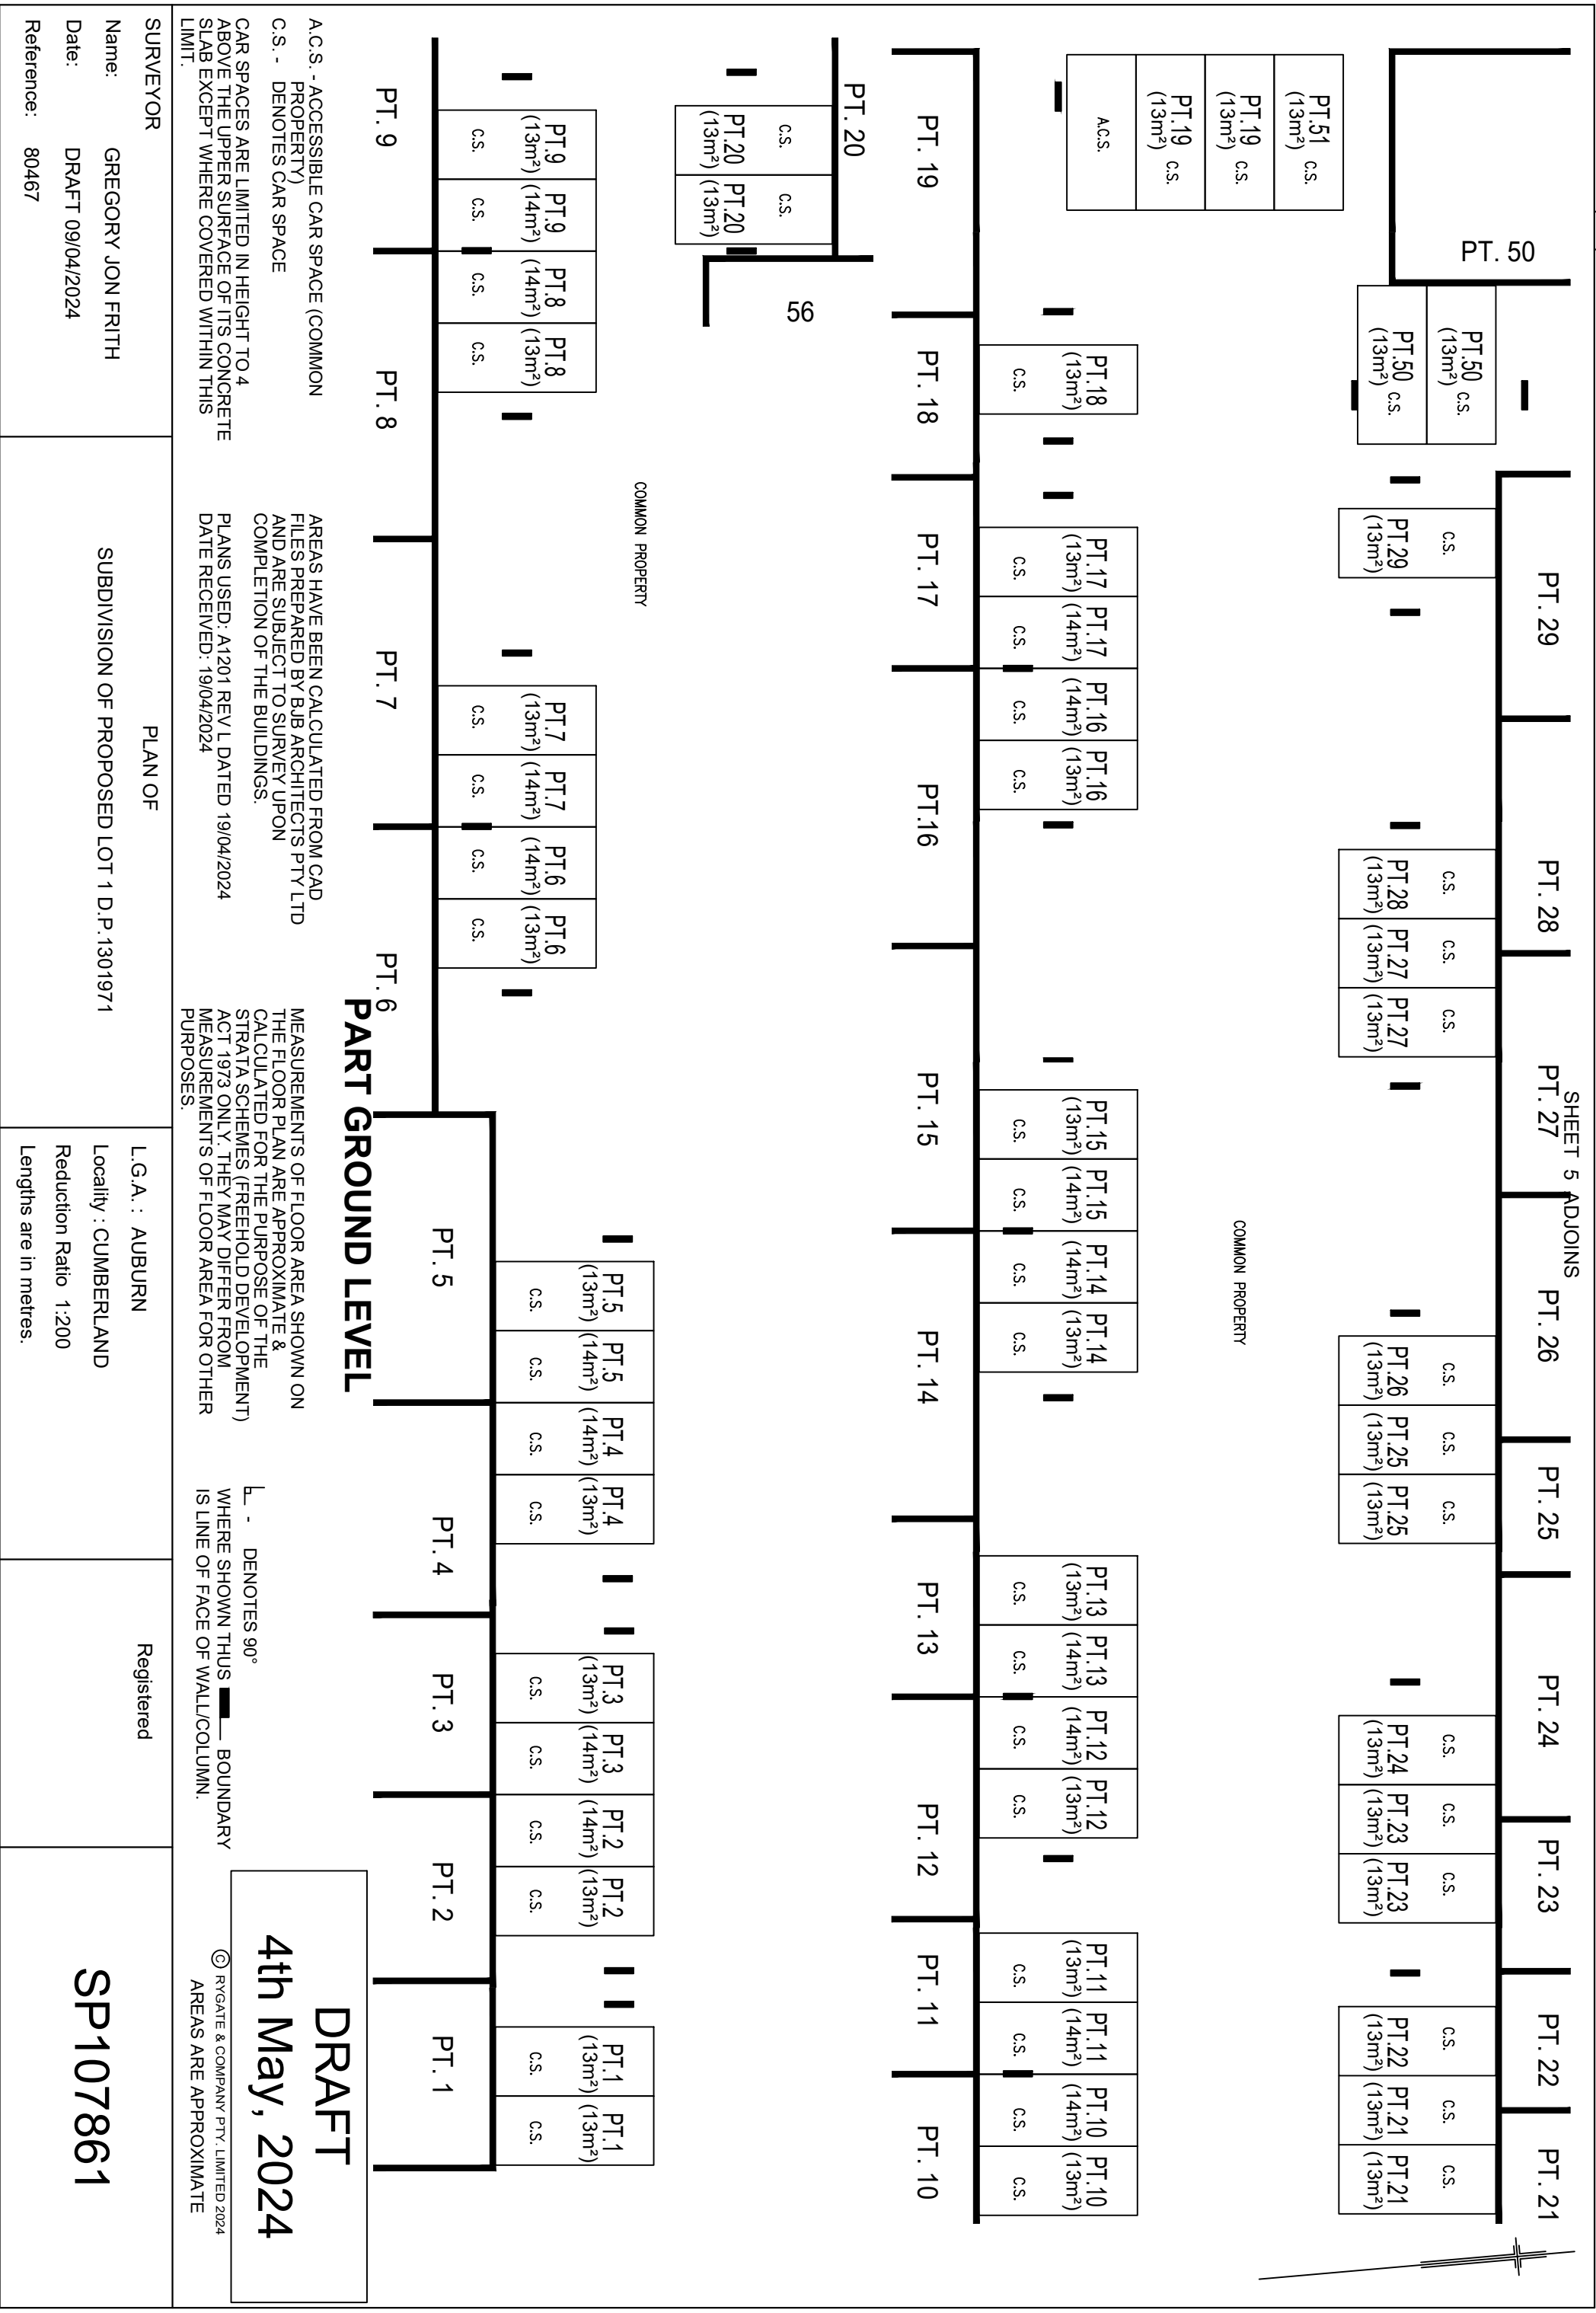 SHEET 5 ADJOINS
PT. 50
PT. 29
PT. 28
PT. 27
PT. 26
PT. 25
PT. 24
PT. 23
PT. 22
PT. 21
PT.50
(13m²)
C.S.
PT.50
(13m²)
C.S.
C.S.
PT.29
(13m²)
C.S.
PT.28
(13m²)
C.S.
PT.27
(13m²)
C.S.
PT.27
(13m²)
C.S.
PT.26
(13m²)
C.S.
PT.25
(13m²)
C.S.
PT.25
(13m²)
C.S.
PT.24
(13m²)
C.S.
PT.23
(13m²)
C.S.
PT.23
(13m²)
C.S.
PT.22
(13m²)
C.S.
PT.21
(13m²)
C.S.
PT.21
(13m²)
PT.51
(13m²)
C.S.
PT.19
(13m²)
C.S.
PT.19
(13m²)
C.S.
A.C.S.
COMMON PROPERTY
PT.18
(13m²)
C.S.
PT.17
(13m²)
C.S.
PT.17
(14m²)
C.S.
PT.16
(14m²)
C.S.
PT.16
(13m²)
C.S.
PT.15
(13m²)
C.S.
PT.15
(14m²)
C.S.
PT.14
(14m²)
C.S.
PT.14
(13m²)
C.S.
PT.13
(13m²)
C.S.
PT.13
(14m²)
C.S.
PT.12
(14m²)
C.S.
PT.12
(13m²)
C.S.
PT.11
(13m²)
C.S.
PT.11
(14m²)
C.S.
PT.10
(14m²)
C.S.
PT.10
(13m²)
C.S.
PT. 19
PT. 18
PT. 17
PT.16
PT. 15
PT. 14
PT. 13
PT. 12
PT. 11
PT. 10
PT. 20
56
C.S.
PT.20
(13m²)
C.S.
PT.20
(13m²)
COMMON PROPERTY
PT.9
(13m²)
C.S.
PT.9
(14m²)
C.S.
PT.8
(14m²)
C.S.
PT.8
(13m²)
C.S.
PT.7
(13m²)
C.S.
PT.7
(14m²)
C.S.
PT.6
(14m²)
C.S.
PT.6
(13m²)
C.S.
PT.5
(13m²)
C.S.
PT.5
(14m²)
C.S.
PT.4
(14m²)
C.S.
PT.4
(13m²)
C.S.
PT.3
(13m²)
C.S.
PT.3
(14m²)
C.S.
PT.2
(14m²)
C.S.
PT.2
(13m²)
C.S.
PT.1
(13m²)
C.S.
PT.1
(13m²)
C.S.
PT. 9
PT. 8
PT. 7
PT. 6
PT. 5
PT. 4
PT. 3
PT. 2
PT. 1
PART GROUND LEVEL
A.C.S. - ACCESSIBLE CAR SPACE (COMMON
PROPERTY)
C.S. - DENOTES CAR SPACE
CAR SPACES ARE LIMITED IN HEIGHT TO 4
ABOVE THE UPPER SURFACE OF ITS CONCRETE
SLAB EXCEPT WHERE COVERED WITHIN THIS
LIMIT.
AREAS HAVE BEEN CALCULATED FROM CAD
FILES PREPARED BY BJB ARCHITECTS PTY LTD
AND ARE SUBJECT TO SURVEY UPON
COMPLETION OF THE BUILDINGS.
PLANS USED: A1201 REV L DATED 19/04/2024
DATE RECEIVED: 19/04/2024
MEASUREMENTS OF FLOOR AREA SHOWN ON
THE FLOOR PLAN ARE APPROXIMATE &
CALCULATED FOR THE PURPOSE OF THE
STRATA SCHEMES (FREEHOLD DEVELOPMENT)
ACT 1973 ONLY. THEY MAY DIFFER FROM
MEASUREMENTS OF FLOOR AREA FOR OTHER
PURPOSES.
- DENOTES 90°
WHERE SHOWN THUS BOUNDARY
IS LINE OF FACE OF WALL/COLUMN.
DRAFT
4th May, 2024
© RYGATE & COMPANY PTY. LIMITED 2024
AREAS ARE APPROXIMATE
SURVEYOR
Name: GREGORY JON FRITH
Date: DRAFT 09/04/2024
Reference: 80467
PLAN OF
SUBDIVISION OF PROPOSED LOT 1 D.P.1301971
L.G.A. : AUBURN
Locality : CUMBERLAND
Reduction Ratio 1:200
Lengths are in metres.
Registered
SP107861